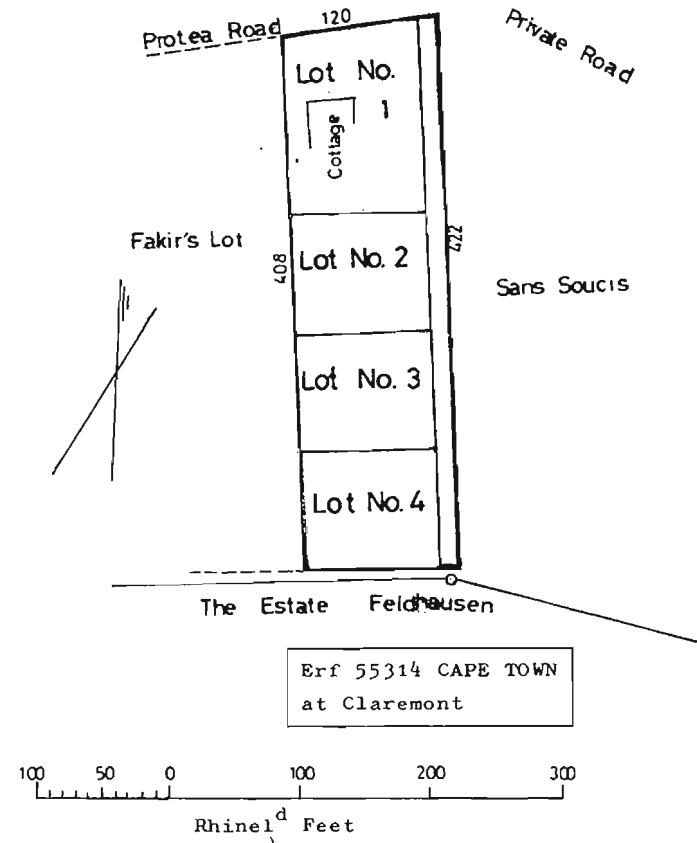 120
Protea Road
Private Road
Lot No.
1
Cottage
Fakir's Lot
408
Lot No. 2
422
Sans Soucis
Lot No. 3
Lot No. 4
The Estate Feldhausen
Erf 55314 CAPE TOWN
at Claremont
100 50 0 100 200 300
Rhineld Feet